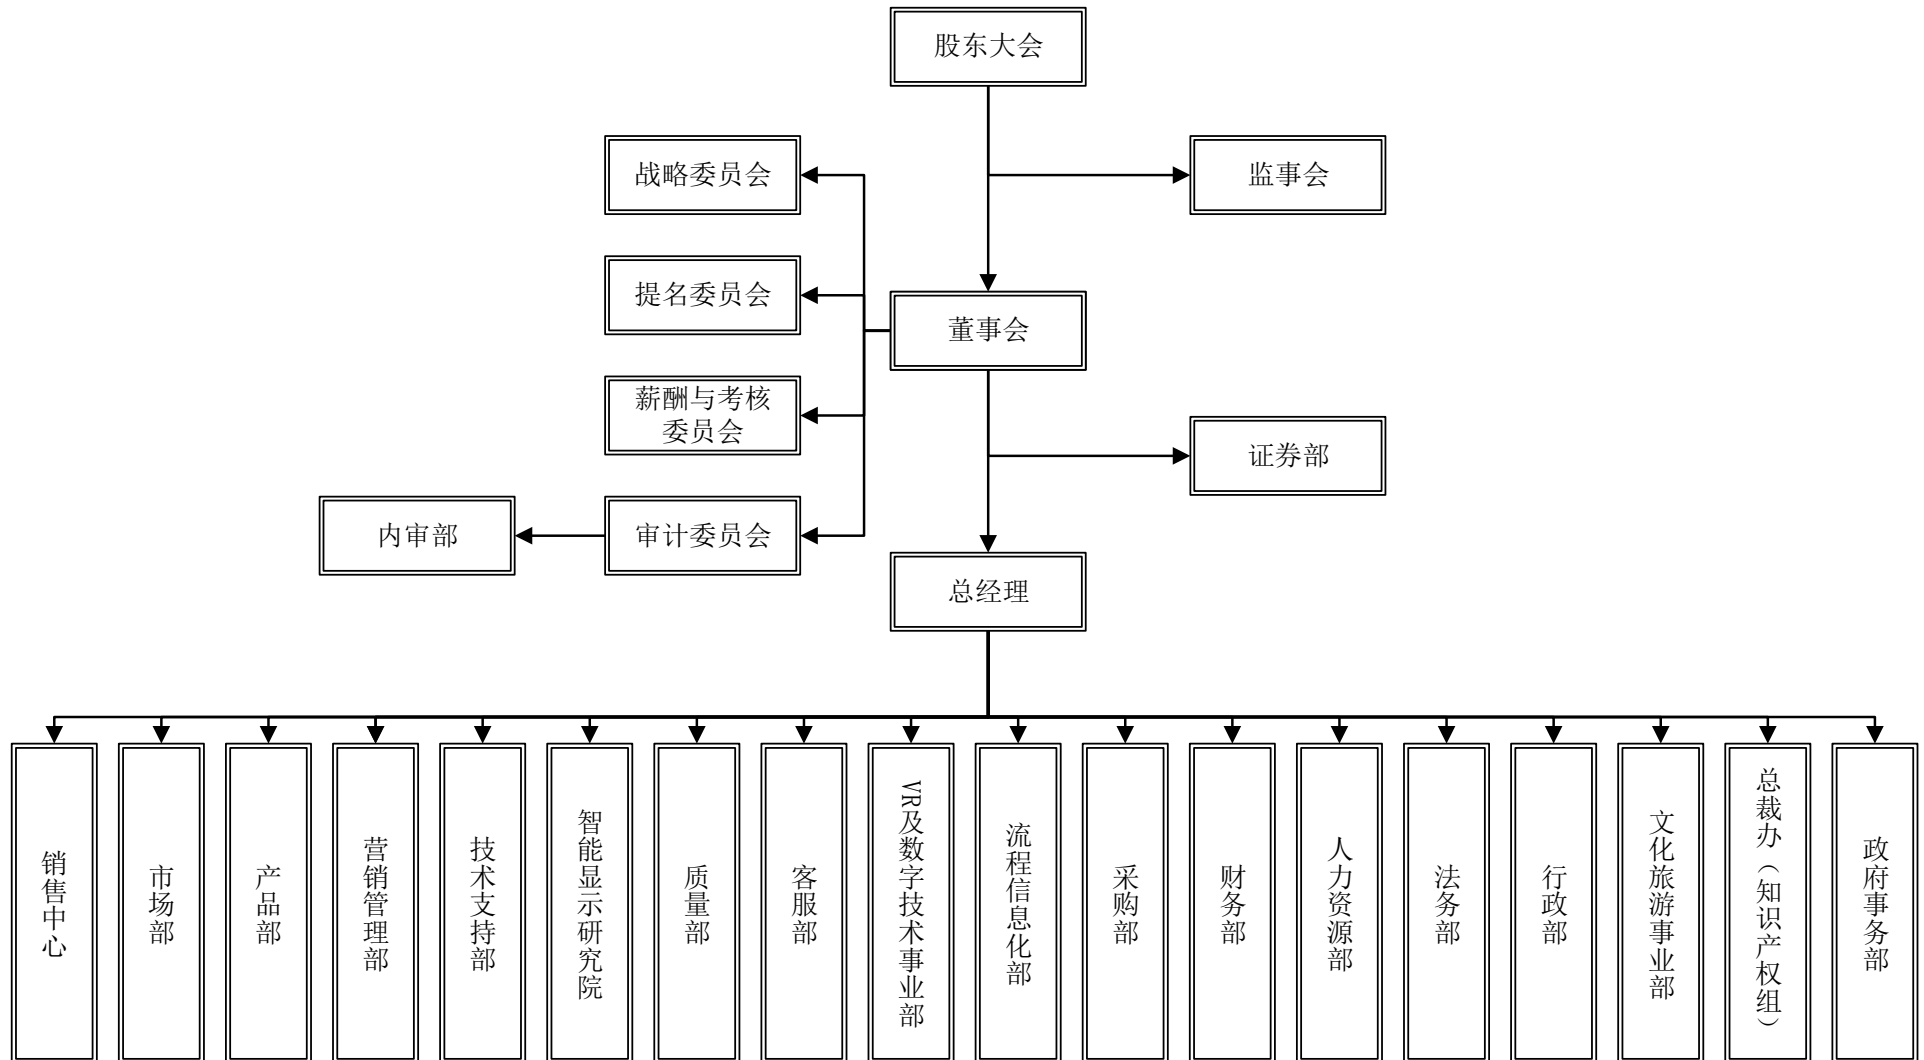 股东大会
战略委员会
监事会
提名委员会
董事会
薪酬与考核
委员会
证券部
内审部
审计委员会
总经理
销售中心
市场部
产品部
营销管理部
技术支持部
智能显示研究院
质量部
客服部
VR及数字技术事业部
流程信息化部
采购部
财务部
人力资源部
法务部
行政部
文化旅游事业部
总裁办（知识产权组）
政府事务部